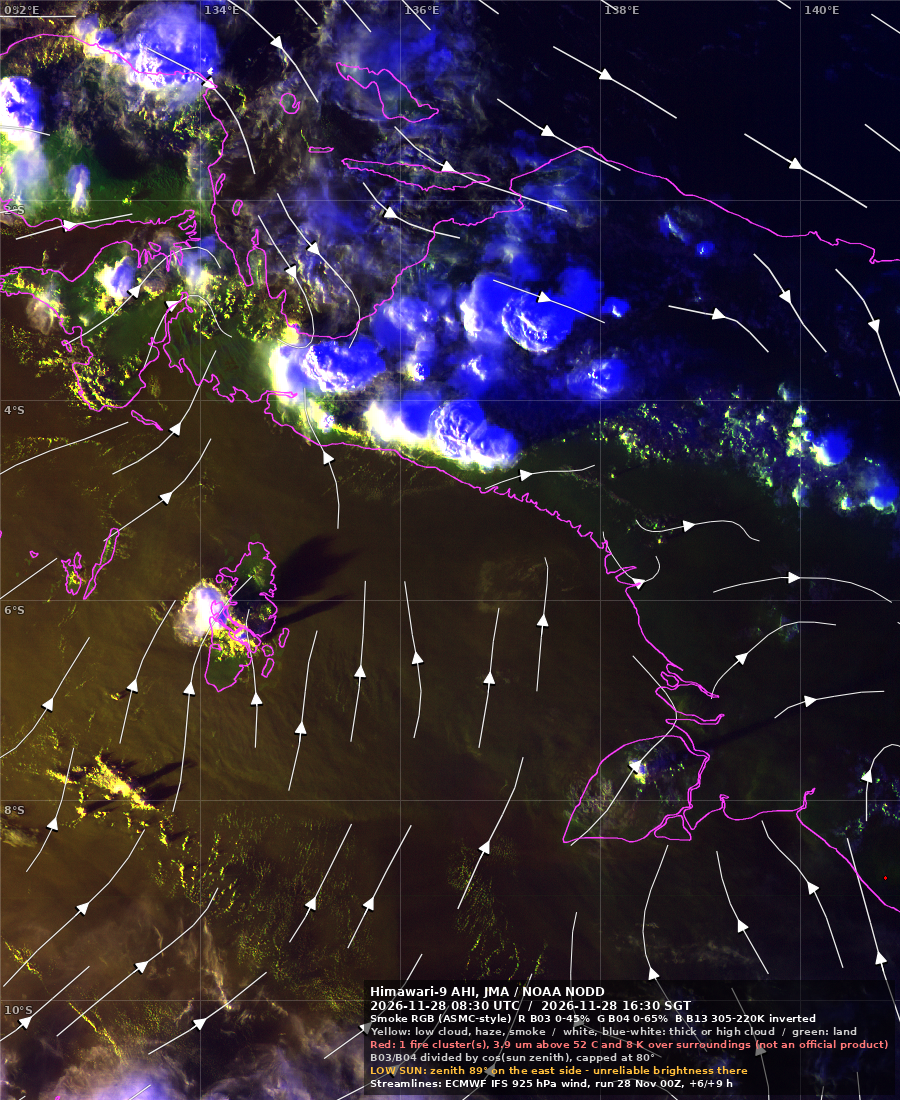 032°E 134°E 136°E 138°E 140°E
2°S
4°S
6°S
8°S
10°S
Himawari-9 AHI, JMA / NOAA NODD
2026-11-28 08:30 UTC / 2026-11-28 16:30 SGT
Smoke RGB (ASMC-style) R B03 0-45% G B04 0-65% B B13 305-220K inverted
Yellow: low cloud, haze, smoke / white, blue-white: thick or high cloud / green: land
Red: 1 fire cluster(s), 3.9 um above 52 C and 8 K over surroundings (not an official product)
B03/B04 divided by cos(sun zenith), capped at 80°
LOW SUN: zenith 89° on the east side - unreliable brightness there
Streamlines: ECMWF IFS 925 hPa wind, run 28 Nov 00Z, +6/+9 h